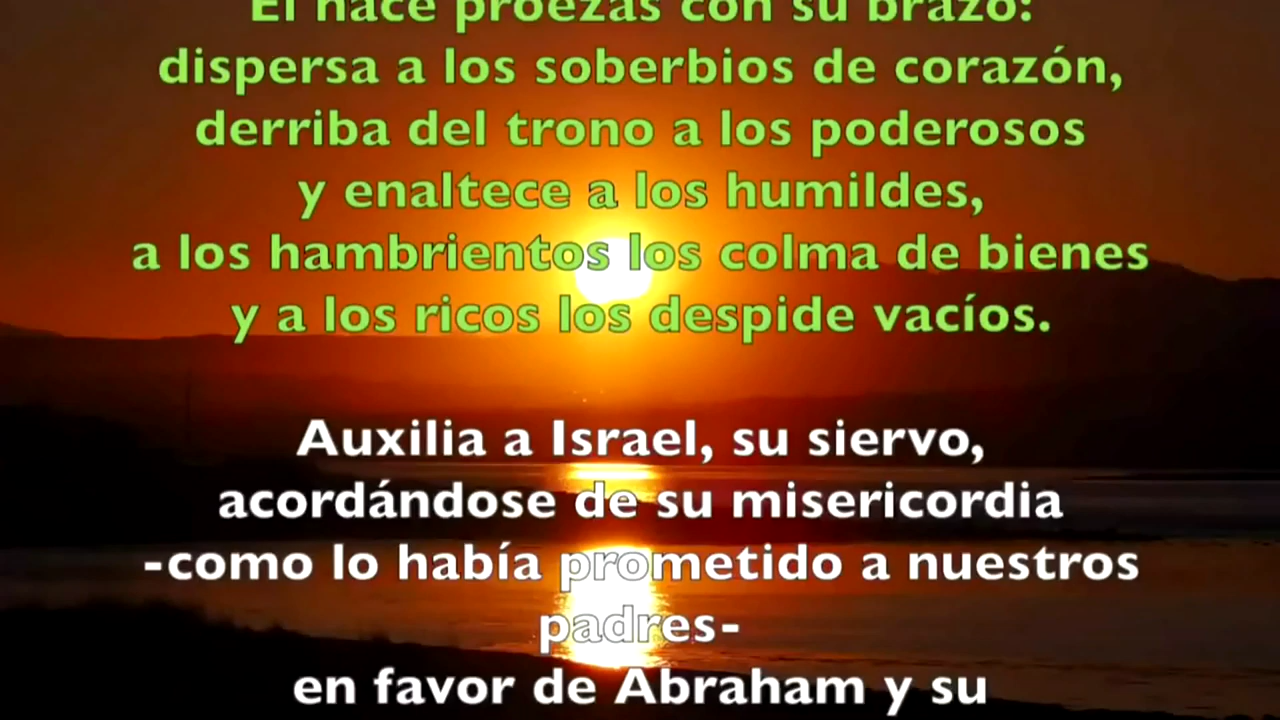 El hace proezas con su brazo:
dispersa a los soberbios de corazón,
derriba del trono a los poderosos
y enaltece a los humildes,
a los hambrientos los colma de bienes
y a los ricos los despide vacíos.
Auxilia a Israel, su siervo,
acordándose de su misericordia
-como lo había prometido a nuestros
padres-
en favor de Abraham y su